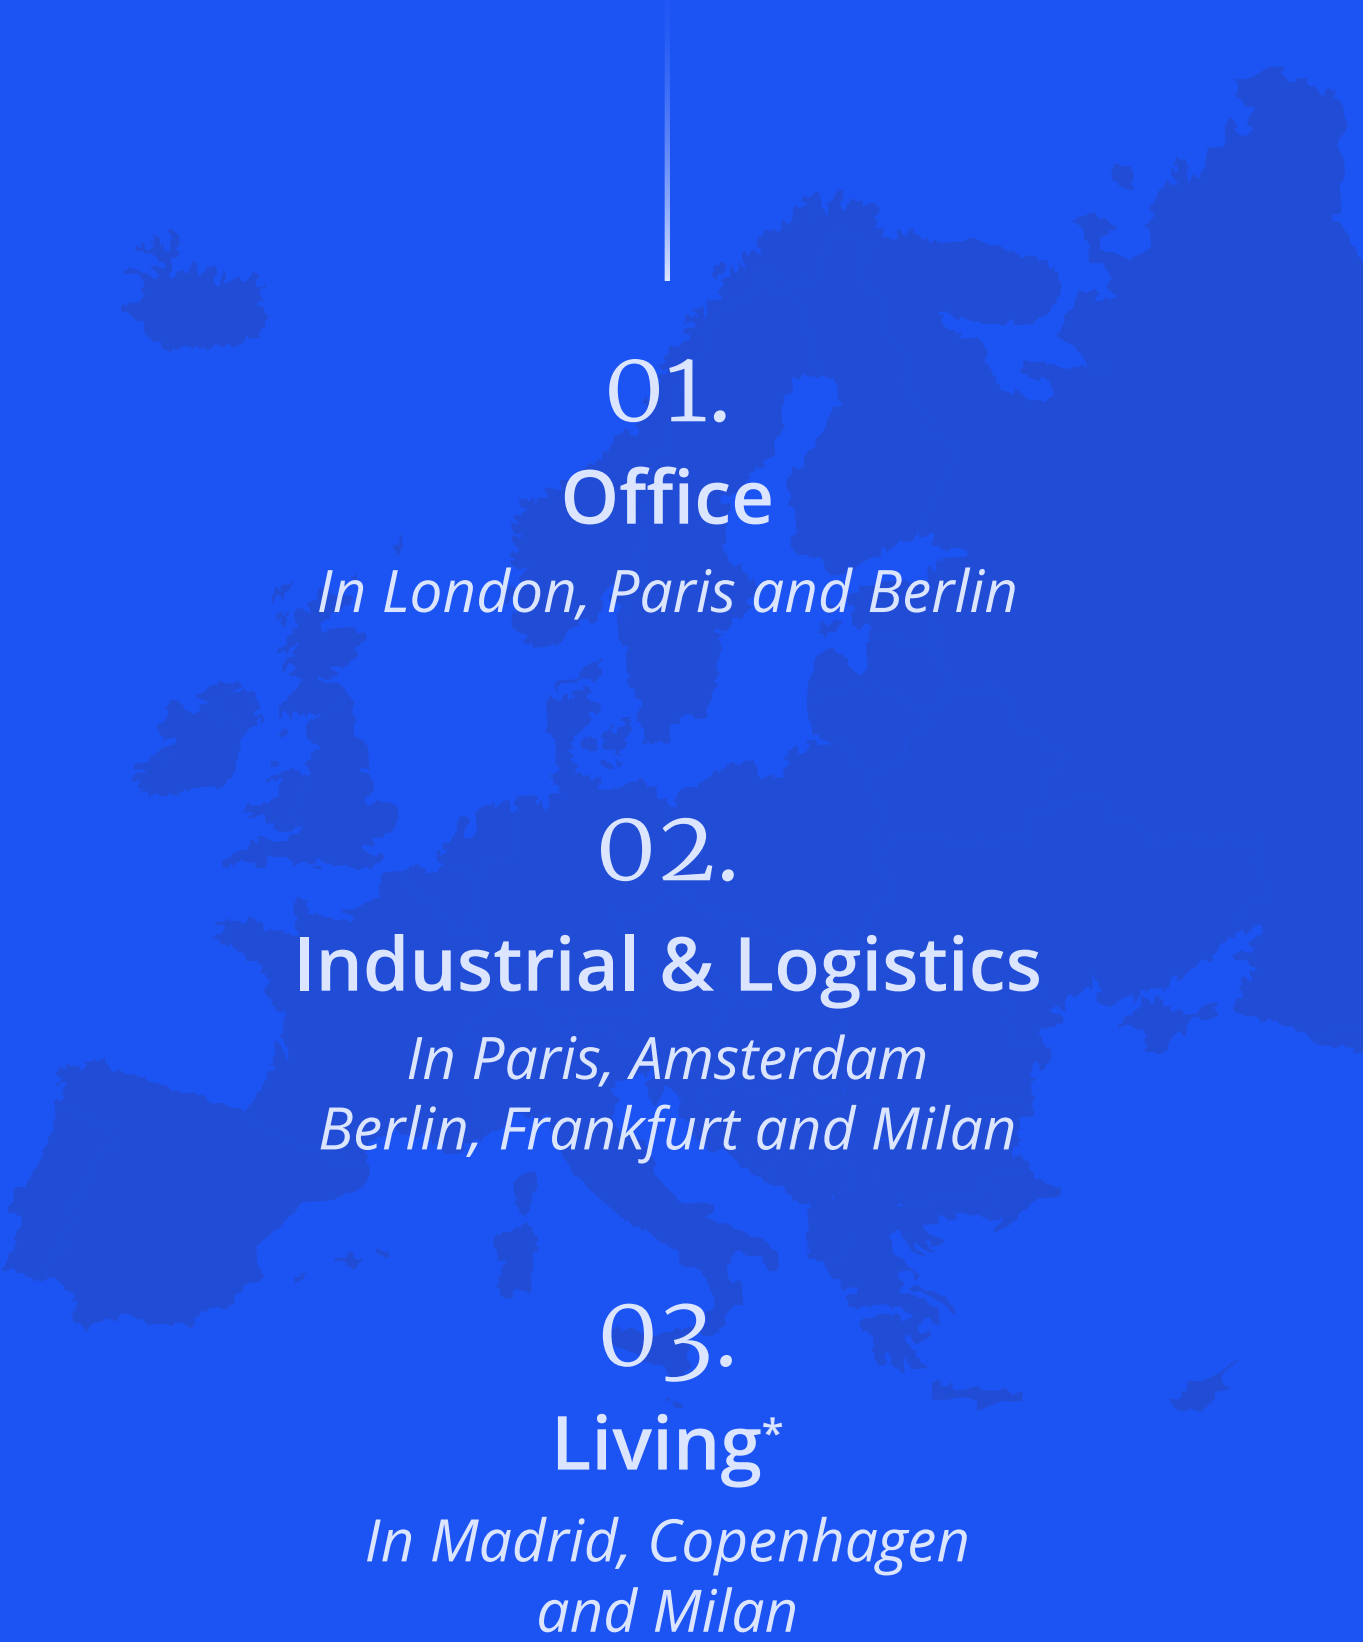 01.
Office
In London, Paris and Berlin
02.
Industrial & Logistics
In Paris, Amsterdam
Berlin, Frankfurt and Milan
03.
Living*
In Madrid, Copenhagen
and Milan